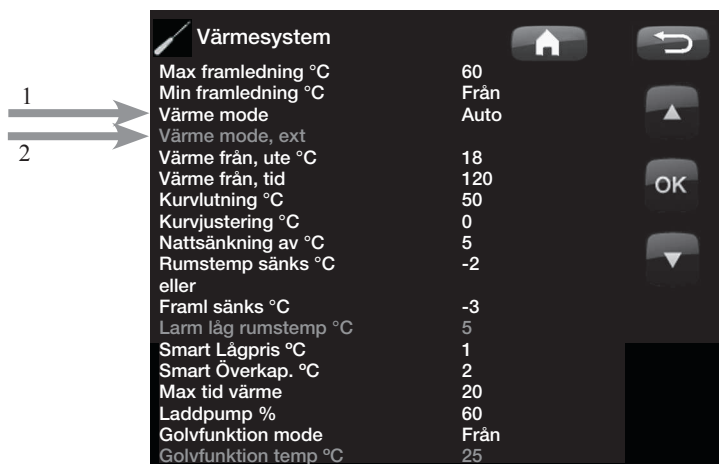 Värmesystem
Max framledning °C 60
Min framledning °C Från
1
Värme mode Auto
Värme mode, ext
2
Värme från, ute °C 18
Värme från, tid 120
OK
Kurvlutning °C 50
Kurvjustering °C 0
Nattsänkning av °C 5
Rumstemp sänks °C -2
eller
Framl sänks °C -3
Larm låg rumstemp °C 5
Smart Lågpris ºC 1
Smart Överkap. ºC 2
Max tid värme 20
Laddpump % 60
Golvfunktion mode Från
Golvfunktion temp ºC 25